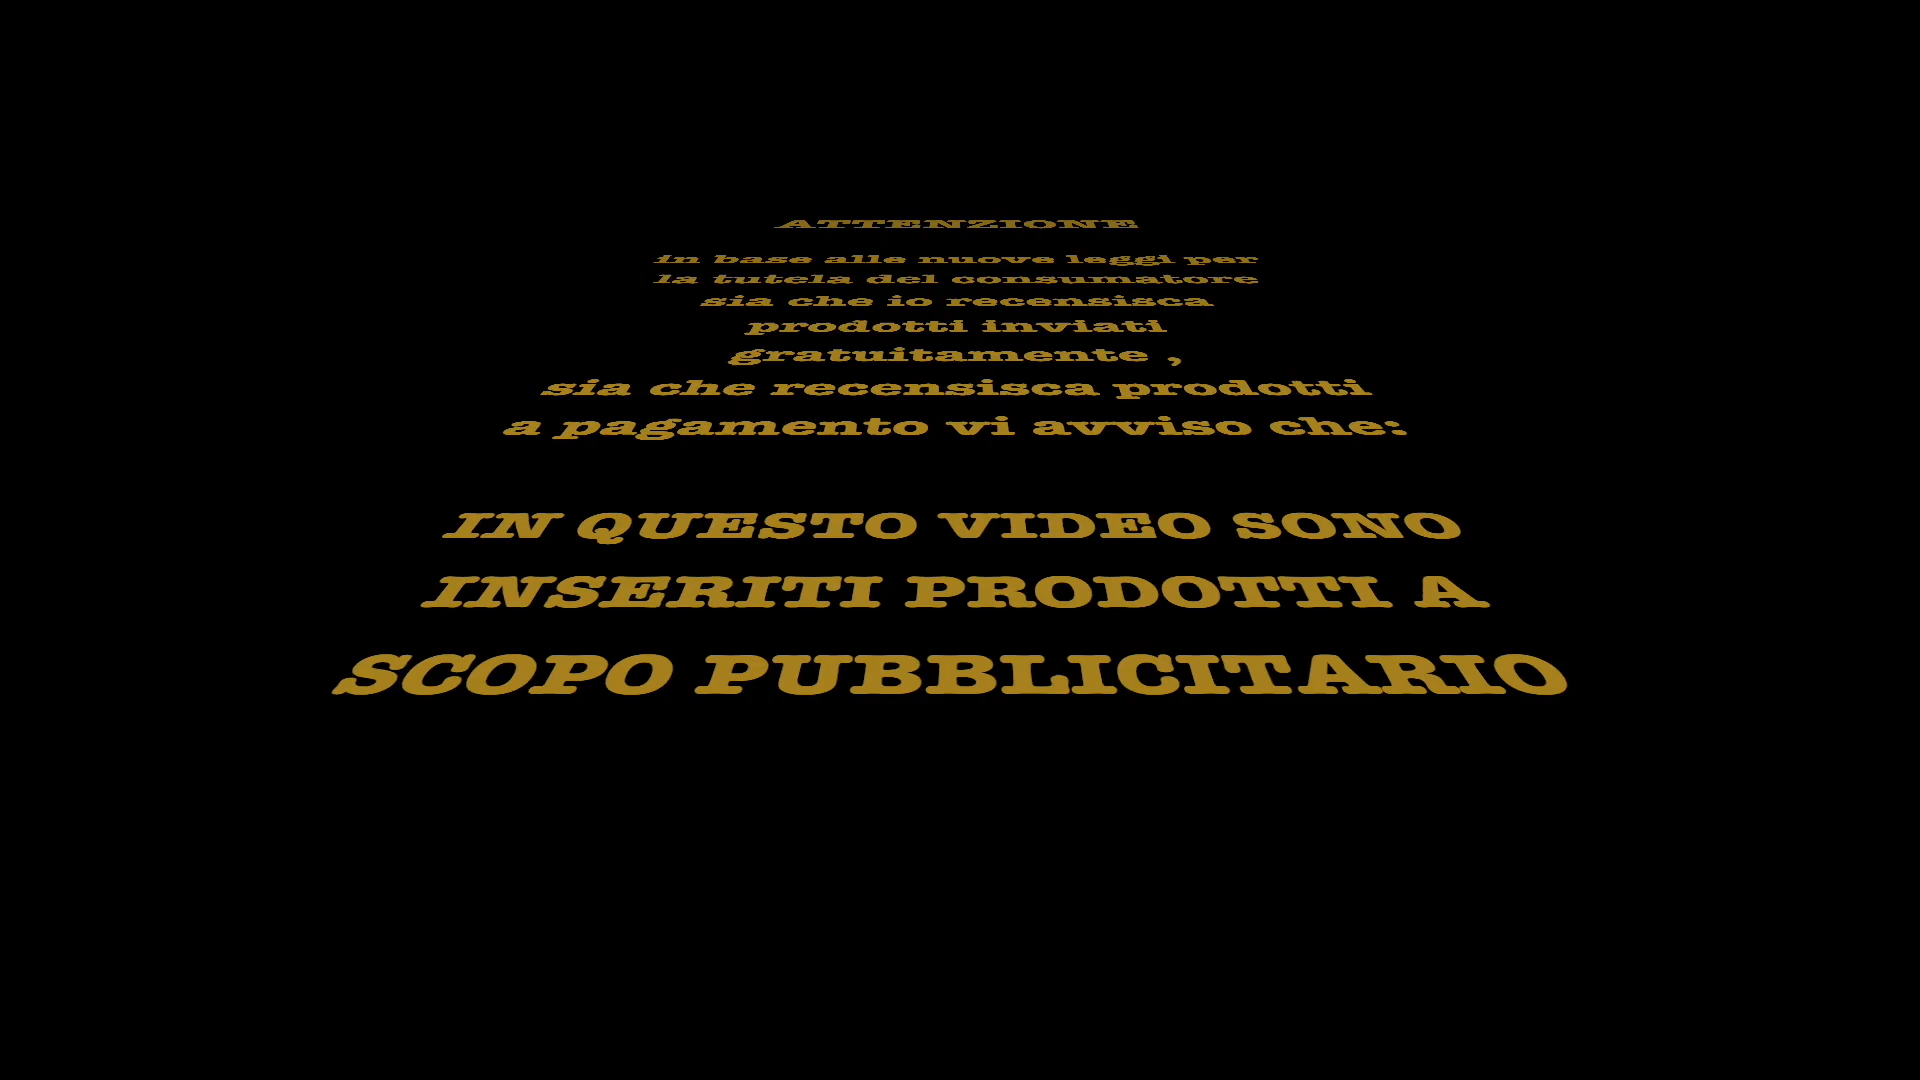 ATTENZIONE
in base alle nuove leggi per
la tutela del consumatore
sia che io recensisca
prodotti inviati
gratuitamente ,
sia che recensisca prodotti
a pagamento vi avviso che:
IN QUESTO VIDEO SONO
INSERITI PRODOTTI A
SCOPO PUBBLICITARIO